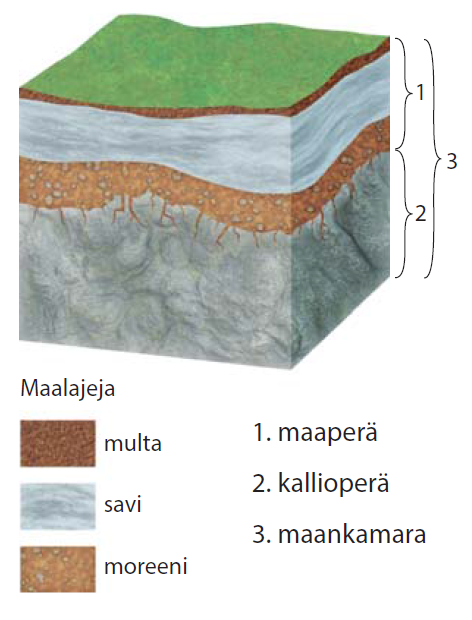 1
2
3
Maalajeja
multa
savi
moreeni
1. maaperä
2. kallioperä
3. maankamara